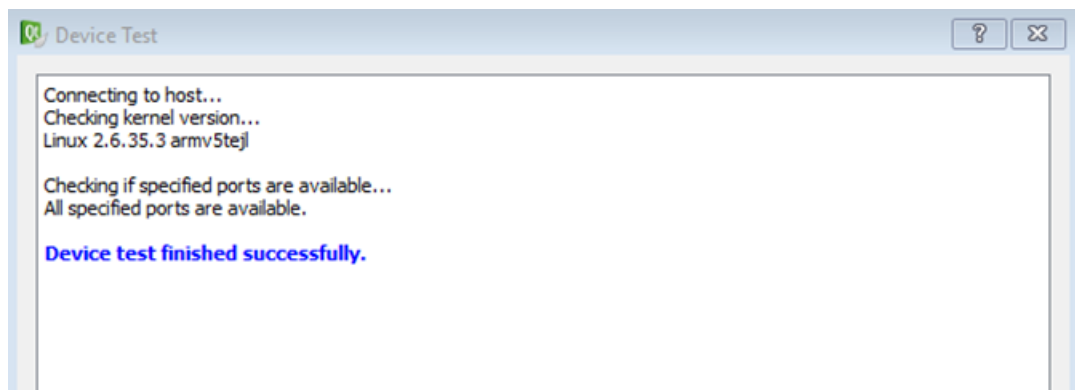 Device Test
Connecting to host...
Checking kernel version...
Linux 2.6.35.3 armv5tejl
Checking if specified ports are available...
All specified ports are available.
Device test finished successfully.